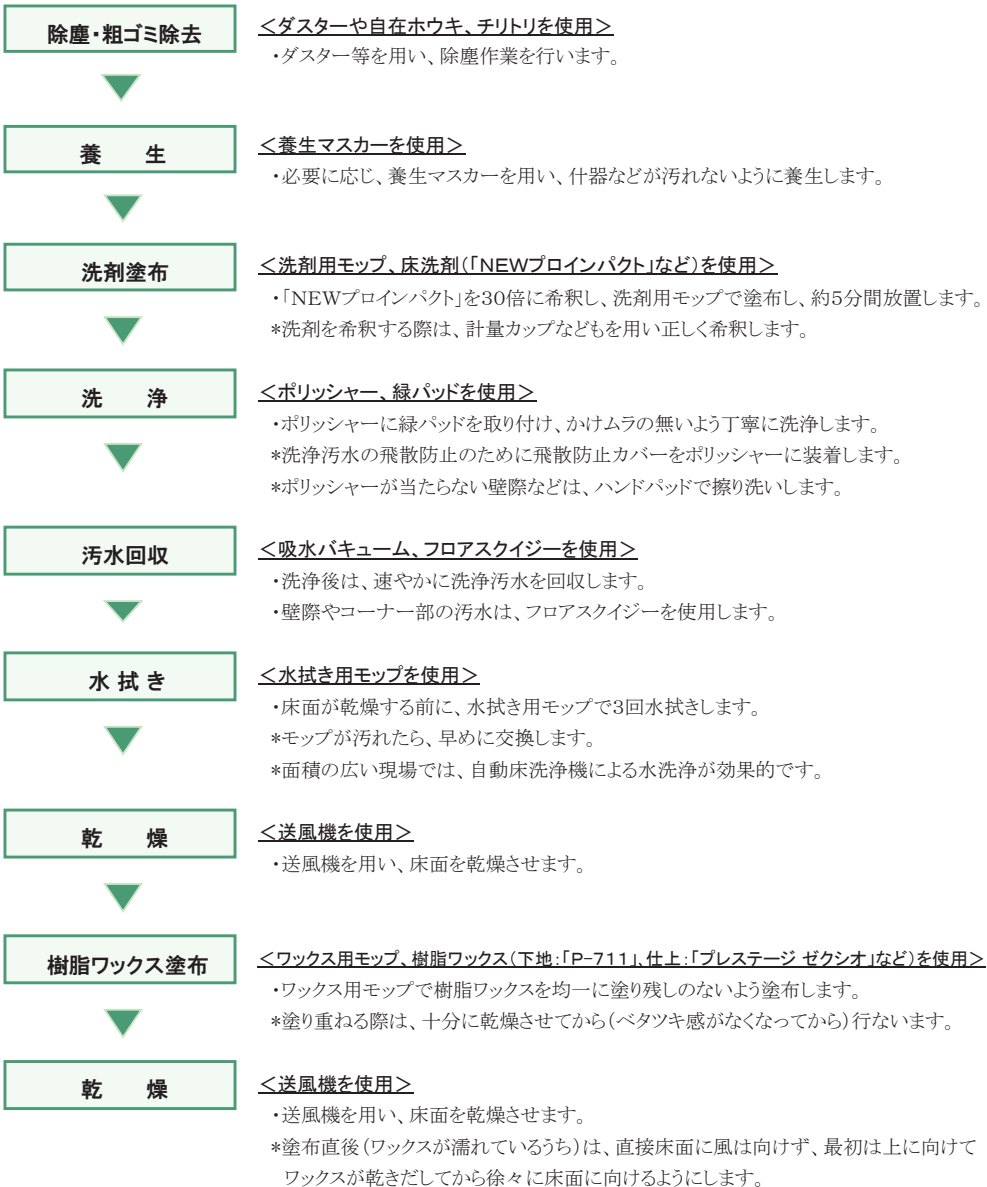 除塵・粗ゴミ除去
＜ダスターや自在ホウキ、チリトリを使用＞
・ダスター等を用い、除塵作業を行います。
養　生
＜養生マスカーを使用＞
・必要に応じ、養生マスカーを用い、什器などが汚れないように養生します。
洗剤塗布
＜洗剤用モップ、床洗剤(「NEWプロインパクト」など)を使用＞
・「NEWプロインパクト」を30倍に希釈し、洗剤用モップで塗布し、約5分間放置します。
*洗剤を希釈する際は、計量カップなどもを用い正しく希釈します。
洗　浄
＜ポリッシャー、緑パッドを使用＞
・ポリッシャーに緑パッドを取り付け、かけムラの無いよう丁寧に洗浄します。
*洗浄汚水の飛散防止のために飛散防止カバーをポリッシャーに装着します。
*ポリッシャーが当たらない壁際などは、ハンドパッドで擦り洗いします。
汚水回収
＜吸水バキューム、フロアスクイジーを使用＞
・洗浄後は、速やかに洗浄汚水を回収します。
・壁際やコーナー部の汚水は、フロアスクイジーを使用します。
水 拭 き
＜水拭き用モップを使用＞
・床面が乾燥する前に、水拭き用モップで3回水拭きします。
*モップが汚れたら、早めに交換します。
*面積の広い現場では、自動床洗浄機による水洗浄が効果的です。
乾　燥
＜送風機を使用＞
・送風機を用い、床面を乾燥させます。
樹脂ワックス塗布
＜ワックス用モップ、樹脂ワックス(下地:「P-711」、仕上:「プレステージ ゼクシオ」など)を使用＞
・ワックス用モップで樹脂ワックスを均一に塗り残しのないよう塗布します。
*塗り重ねる際は、十分に乾燥させてから(ベタツキ感がなくなってから)行ないます。
乾　燥
＜送風機を使用＞
・送風機を用い、床面を乾燥させます。
*塗布直後(ワックスが濡れているうち)は、直接床面に風は向けず、最初は上に向けて
ワックスが乾きだしてから徐々に床面に向けるようにします。